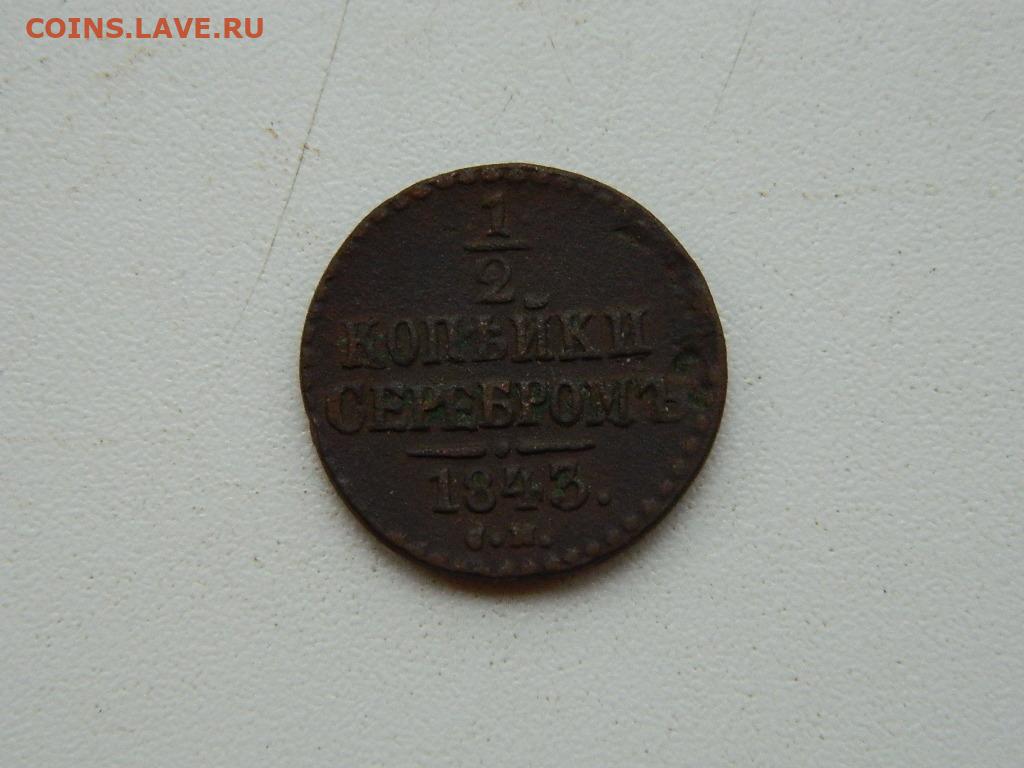 COINS.LAVE.RU
1
2
КОПѢЙКИ
СЕРЕБРОМЪ
1843.
С.М.